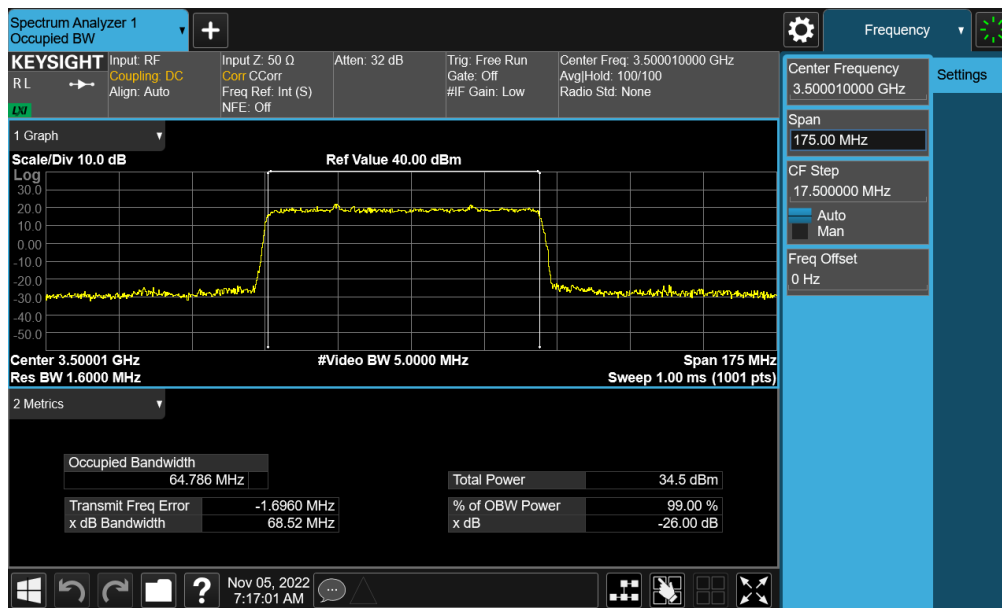 Spectrum Analyzer 1
Occupied BW
+
Frequency
KEYSIGHT
R L
LXI
Input: RF
Coupling: DC
Align: Auto
Input Z: 50 Ω
Corr CCorr
Freq Ref: Int (S)
NFE: Off
Atten: 32 dB
Trig: Free Run
Gate: Off
#IF Gain: Low
Center Freq: 3.500010000 GHz
Avg|Hold: 100/100
Radio Std: None
Center Frequency
3.500010000 GHz
Settings
Span
175.00 MHz
CF Step
17.500000 MHz
Auto
Man
Freq Offset
0 Hz
1 Graph
Scale/Div 10.0 dB
Ref Value 40.00 dBm
Log
30.0
20.0
10.0
0.00
-10.0
-20.0
-30.0
-40.0
-50.0
Center 3.50001 GHz
#Video BW 5.0000 MHz
Span 175 MHz
Res BW 1.6000 MHz
Sweep 1.00 ms (1001 pts)
2 Metrics
Occupied Bandwidth
64.786 MHz
Total Power 34.5 dBm
Transmit Freq Error -1.6960 MHz
% of OBW Power 99.00 %
x dB Bandwidth 68.52 MHz
x dB -26.00 dB
?
Nov 05, 2022
7:17:01 AM